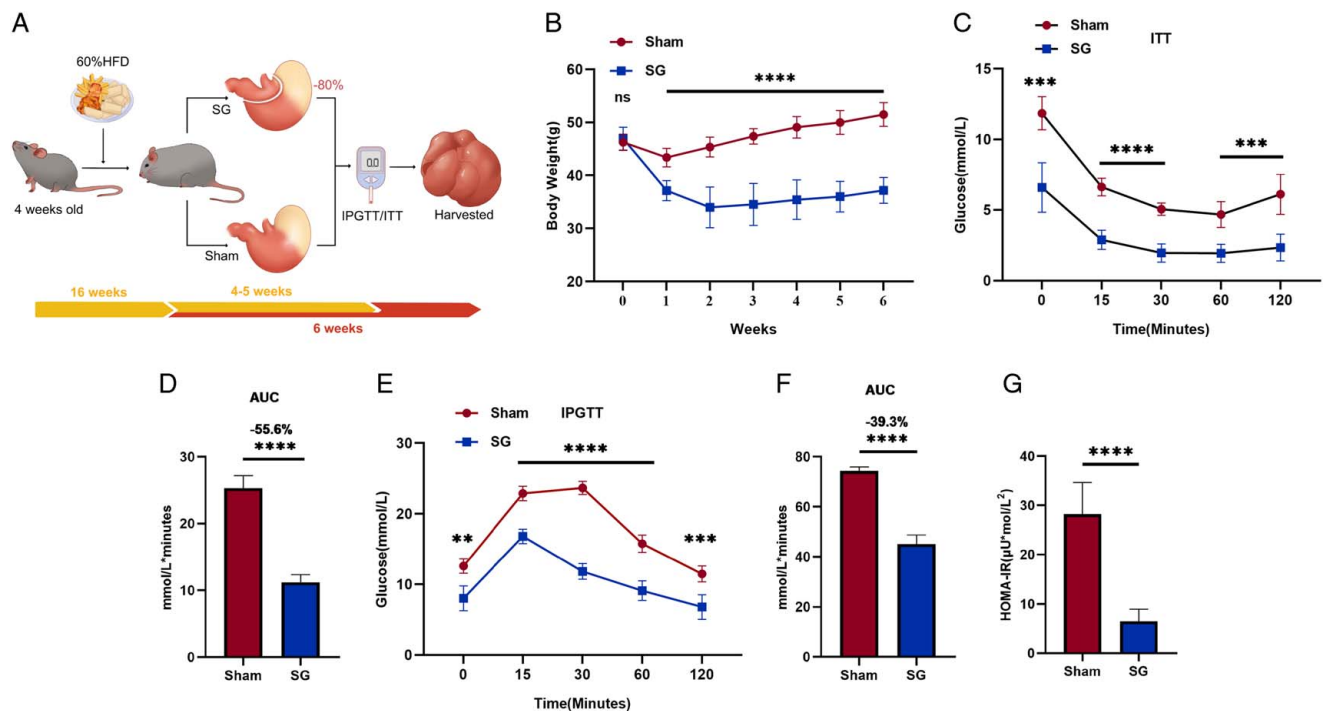 A
60%HFD
4 weeks old
SG
-80%
Sham
0.0
IPGTT/ITT
Harvested
16 weeks
4-5 weeks
6 weeks
B
Sham
SG
ns
****
Body Weight(g)
60
50
40
30
20
0 1 2 3 4 5 6
Weeks
C
Sham
SG
ITT
***
****
***
Glucose(mmol/L)
15
10
5
0
0 15 30 60 120
Time(Minutes)
D
AUC
-55.6%
****
mmol/L*minutes
30
20
10
0
Sham SG
E
Sham
SG
IPGTT
**
****
***
Glucose(mmol/L)
30
20
10
0
0 15 30 60 120
Time(Minutes)
F
AUC
-39.3%
****
mmol/L*minutes
80
60
40
20
0
Sham SG
G
****
HOMA-IR(μU*mol/L²)
40
30
20
10
0
Sham SG